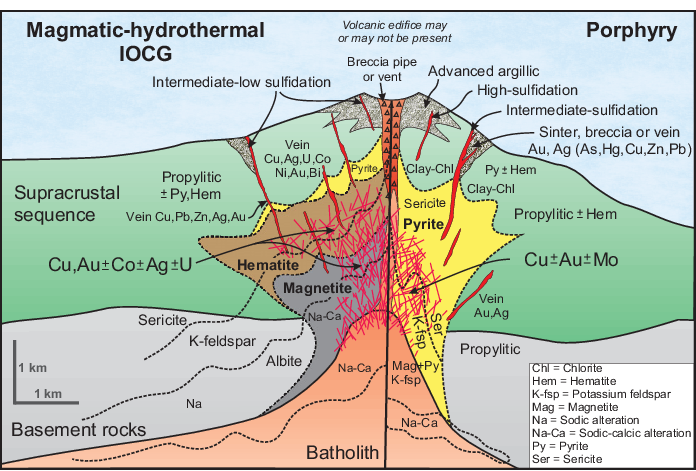 Magmatic-hydrothermal
IOCG
Volcanic edifice may
or may not be present
Porphyry
Breccia pipe
or vent
Intermediate-low sulfidation
Advanced argillic
High-sulfidation
Intermediate-sulfidation
Sinter, breccia or vein
Au, Ag (As,Hg,Cu,Zn,Pb)
Vein
Cu,Ag,U,Co
Ni,Au,Bi
Pyrite
Clay-Chl
Py ± Hem
Clay-Chl
Propylitic
± Py,Hem
Supracrustal
sequence
Vein Cu,Pb,Zn,Ag,Au
Sericite
Pyrite
Propylitic ± Hem
Cu,Au±Co±Ag±U
Hematite
Magnetite
Cu±Au±Mo
Vein
Au,Ag
Na-Ca
Sericite
K-feldspar
Albite
Na
K-fsp
Ser
Propylitic
1 km
1 km
Na-Ca
Mag+Py
K-fsp
Na-Ca
Basement rocks
Batholith
Chl = Chlorite
Hem = Hematite
K-fsp = Potassium feldspar
Mag = Magnetite
Na = Sodic alteration
Na-Ca = Sodic-calcic alteration
Py = Pyrite
Ser = Sericite